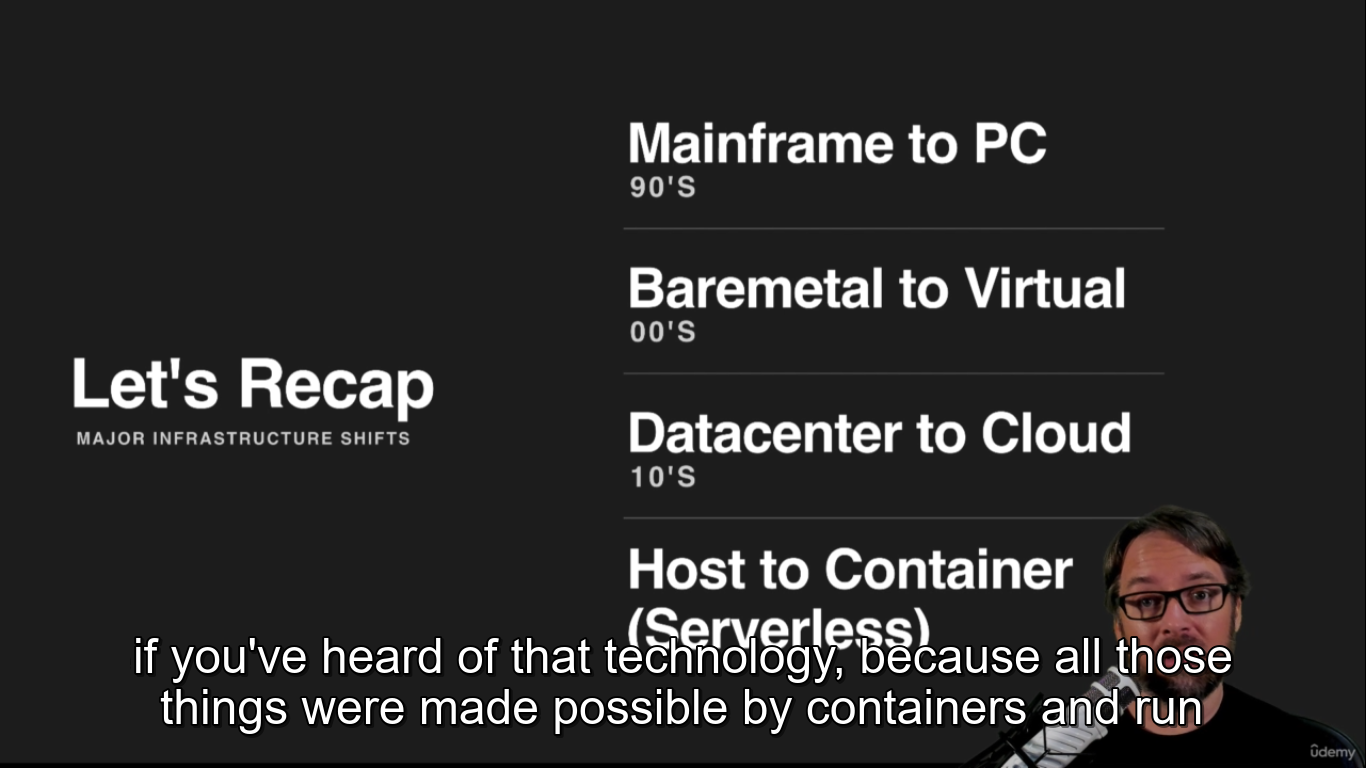 Let's Recap
MAJOR INFRASTRUCTURE SHIFTS
Mainframe to PC
90'S
Baremetal to Virtual
00'S
Datacenter to Cloud
10'S
Host to Container
(Serverless)
if you've heard of that technology, because all those
things were made possible by containers and run
udemy